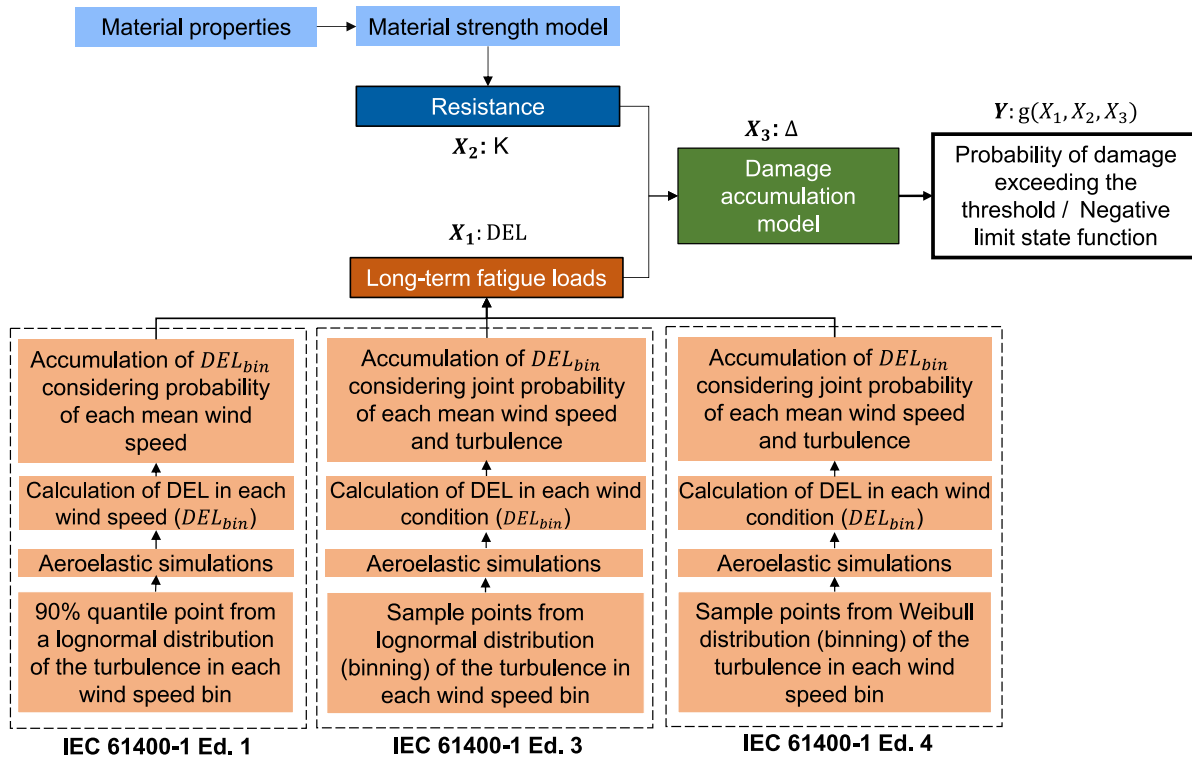 Material properties
Material strength model
Resistance
X₂: K
X₃: Δ
Y: g(X₁, X₂, X₃)
Damage
accumulation
model
Probability of damage
exceeding the
threshold / Negative
limit state function
X₁: DEL
Long-term fatigue loads
Accumulation of DEL_bin
considering probability
of each mean wind
speed
Calculation of DEL in each
wind speed (DEL_bin)
Aeroelastic simulations
90% quantile point from
a lognormal distribution
of the turbulence in each
wind speed bin
IEC 61400-1 Ed. 1
Accumulation of DEL_bin
considering joint probability
of each mean wind speed
and turbulence
Calculation of DEL in each wind
condition (DEL_bin)
Aeroelastic simulations
Sample points from
lognormal distribution
(binning) of the turbulence in
each wind speed bin
IEC 61400-1 Ed. 3
Accumulation of DEL_bin
considering joint probability
of each mean wind speed
and turbulence
Calculation of DEL in each wind
condition (DEL_bin)
Aeroelastic simulations
Sample points from Weibull
distribution (binning) of the
turbulence in each wind
speed bin
IEC 61400-1 Ed. 4